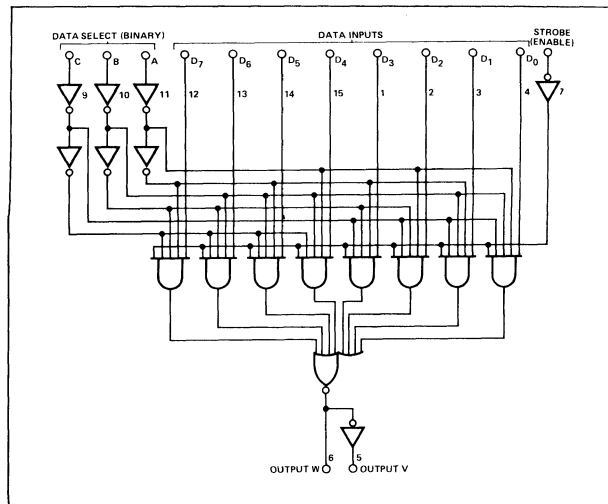 DATA SELECT (BINARY) DATA INPUTS STROBE (ENABLE)
C B A D7 D6 D5 D4 D3 D2 D1 D0
9 10 11 12 13 14 15 1 2 3 4 7
6 5
OUTPUT W OUTPUT V